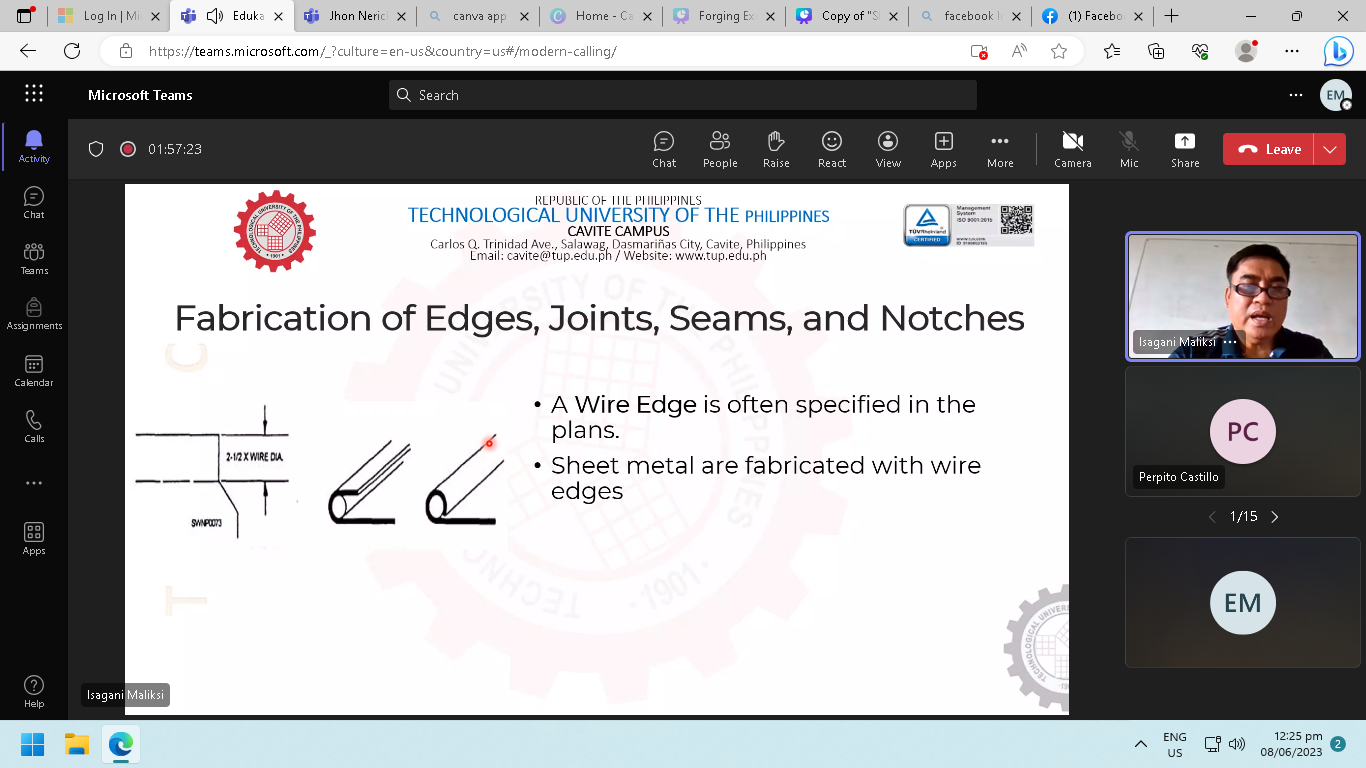 Log In | Mi
Eduka
Jhon Nerici
canva app
Home - Ca
Forging Ex
Copy of "Sl
facebook l
(1) Facebo
https://teams.microsoft.com/_?culture=en-us&country=us#/modern-calling/
Microsoft Teams
Search
EM
Activity
Chat
Teams
Assignments
Calendar
Calls
Apps
Help
01:57:23
Chat
People
Raise
React
View
Apps
More
Camera
Mic
Share
Leave
REPUBLIC OF THE PHILIPPINES
TECHNOLOGICAL UNIVERSITY OF THE PHILIPPINES
CAVITE CAMPUS
Carlos Q. Trinidad Ave., Salawag, Dasmariñas City, Cavite, Philippines
Email: cavite@tup.edu.ph / Website: www.tup.edu.ph
TÜVRheinland
CERTIFIED
Management
System
ISO 9001:2015
Fabrication of Edges, Joints, Seams, and Notches
• A Wire Edge is often specified in the
plans.
• Sheet metal are fabricated with wire
edges
2-1/2 X WIRE DIA.
SWNP0073
UNIVERSITY OF THE
TECHN
· 1901 ·
C
T
Isagani Maliksi
Isagani Maliksi
PC
Perpito Castillo
1/15
EM
ENG
US
12:25 pm
08/06/2023
2